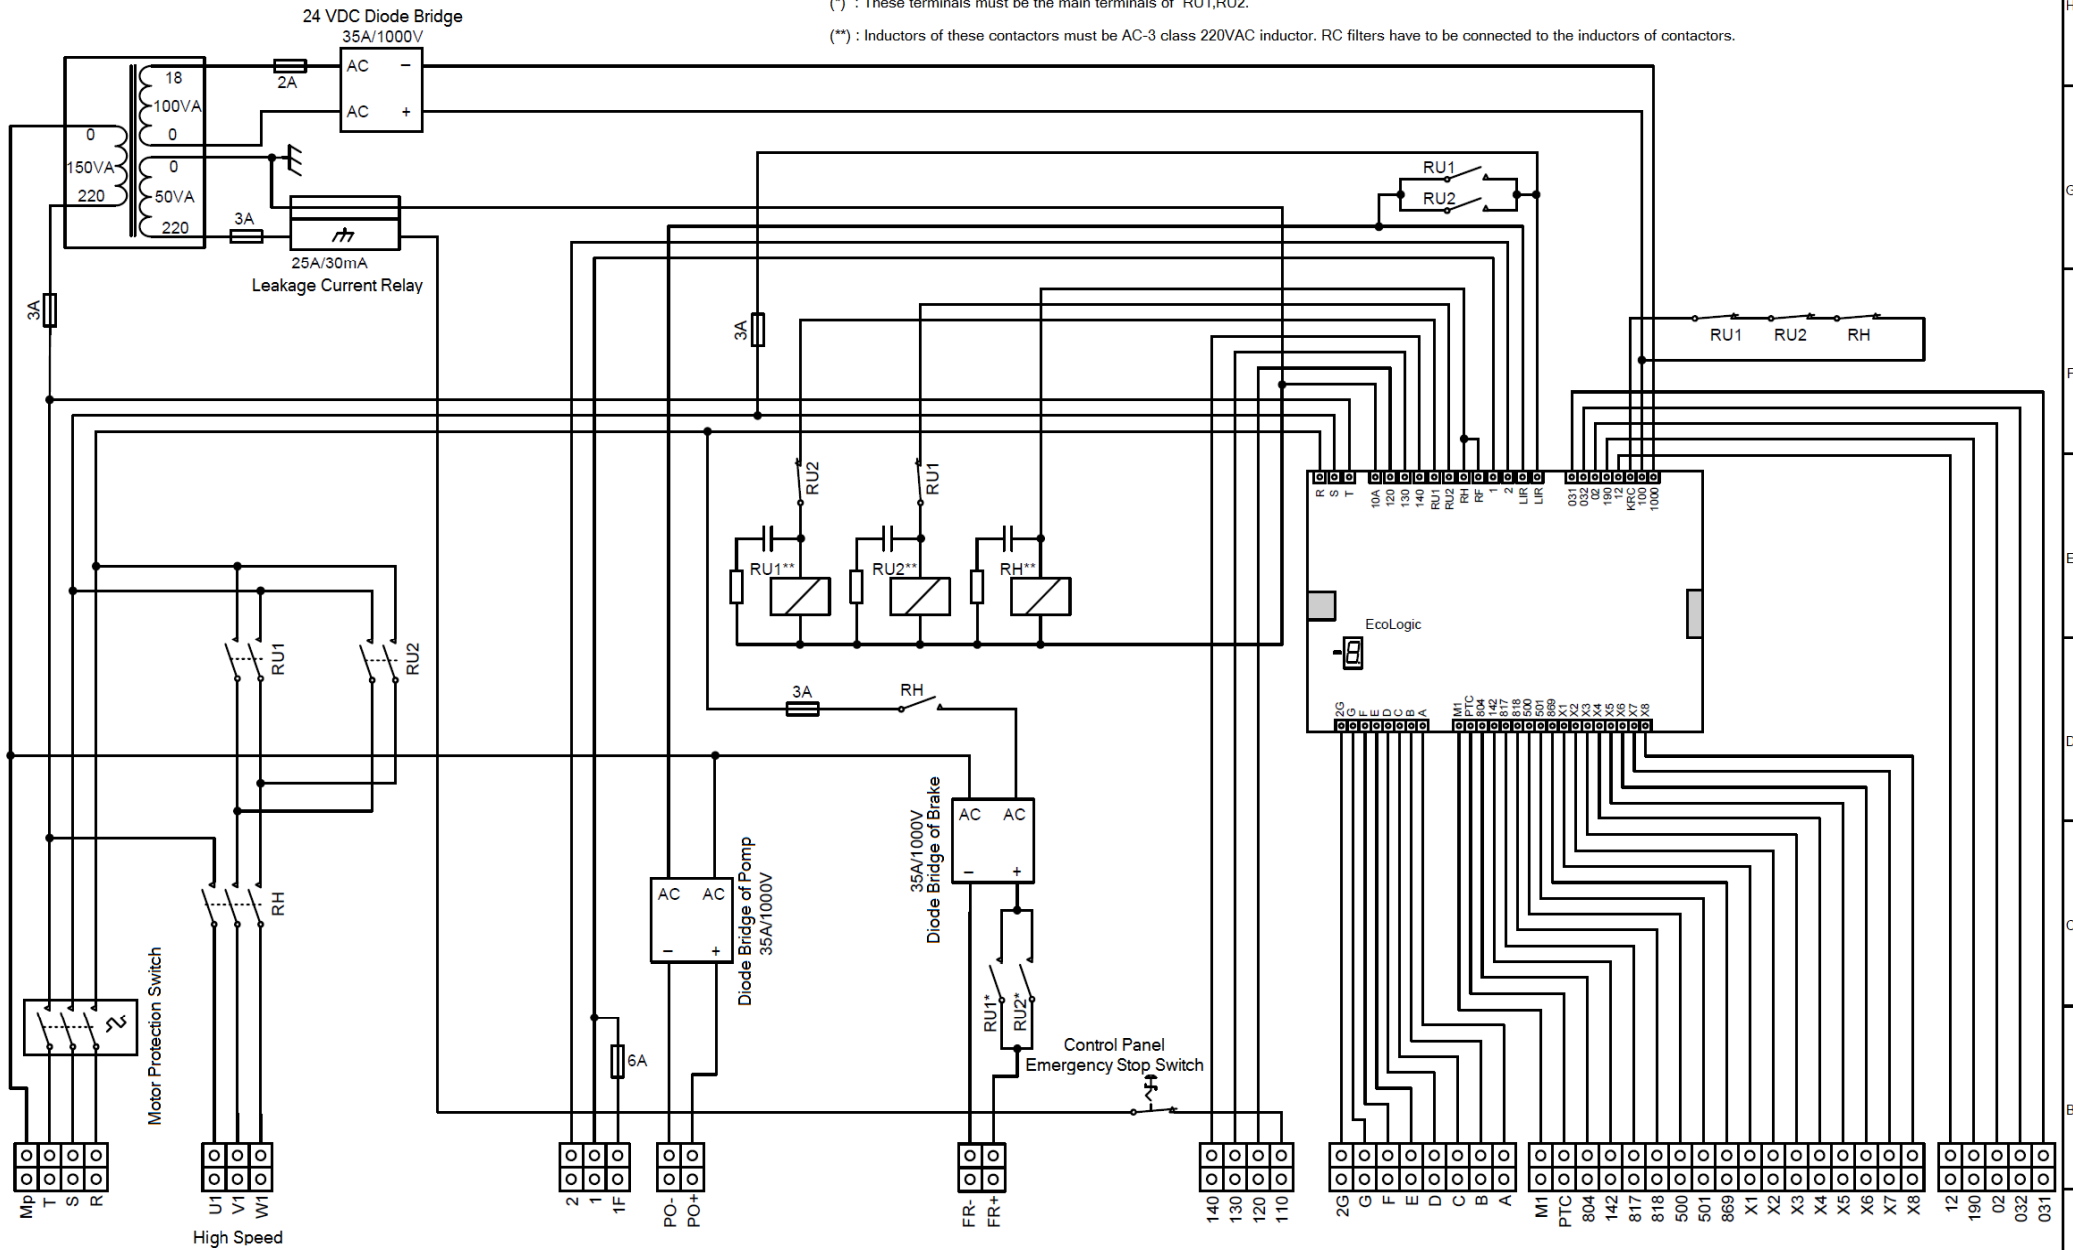 (*) : These terminals must be the main terminals of RU1,RU2.
(**) : Inductors of these contactors must be AC-3 class 220VAC inductor. RC filters have to be connected to the inductors of contactors.
24 VDC Diode Bridge
35A/1000V
AC −
AC +
2A
18
100VA
0
0
150VA
220
0
50VA
220
3A
25A/30mA
Leakage Current Relay
3A
3A
RU1
RU2
RU1 RU2 RH
H
G
F
E
D
C
B
RU2
RU1
RU1**
RU2**
RH**
R S T
10A 120 130 140 RU1 RU2 RH RF 1 2 LIR LIR
031 032 02 190 12 KRC 100 1000
EcoLogic
2G G F E D C B A
M1 PTC 804 142 817 818 500 501 869 X1 X2 X3 X4 X5 X6 X7 X8
RU1
RU2
RH
3A
RH
AC AC
− +
35A/1000V
Diode Bridge of Brake
AC AC
− +
Diode Bridge of Pomp
35A/1000V
RU1*
RU2*
Motor Protection Switch
6A
Control Panel
Emergency Stop Switch
Mp T S R
U1 V1 W1
High Speed
2 1 1F
PO- PO+
FR- FR+
140 130 120 110
2G G F E D C B A
M1 PTC 804 142 817 818 500 501 869 X1 X2 X3 X4 X5 X6 X7 X8
12 190 02 032 031